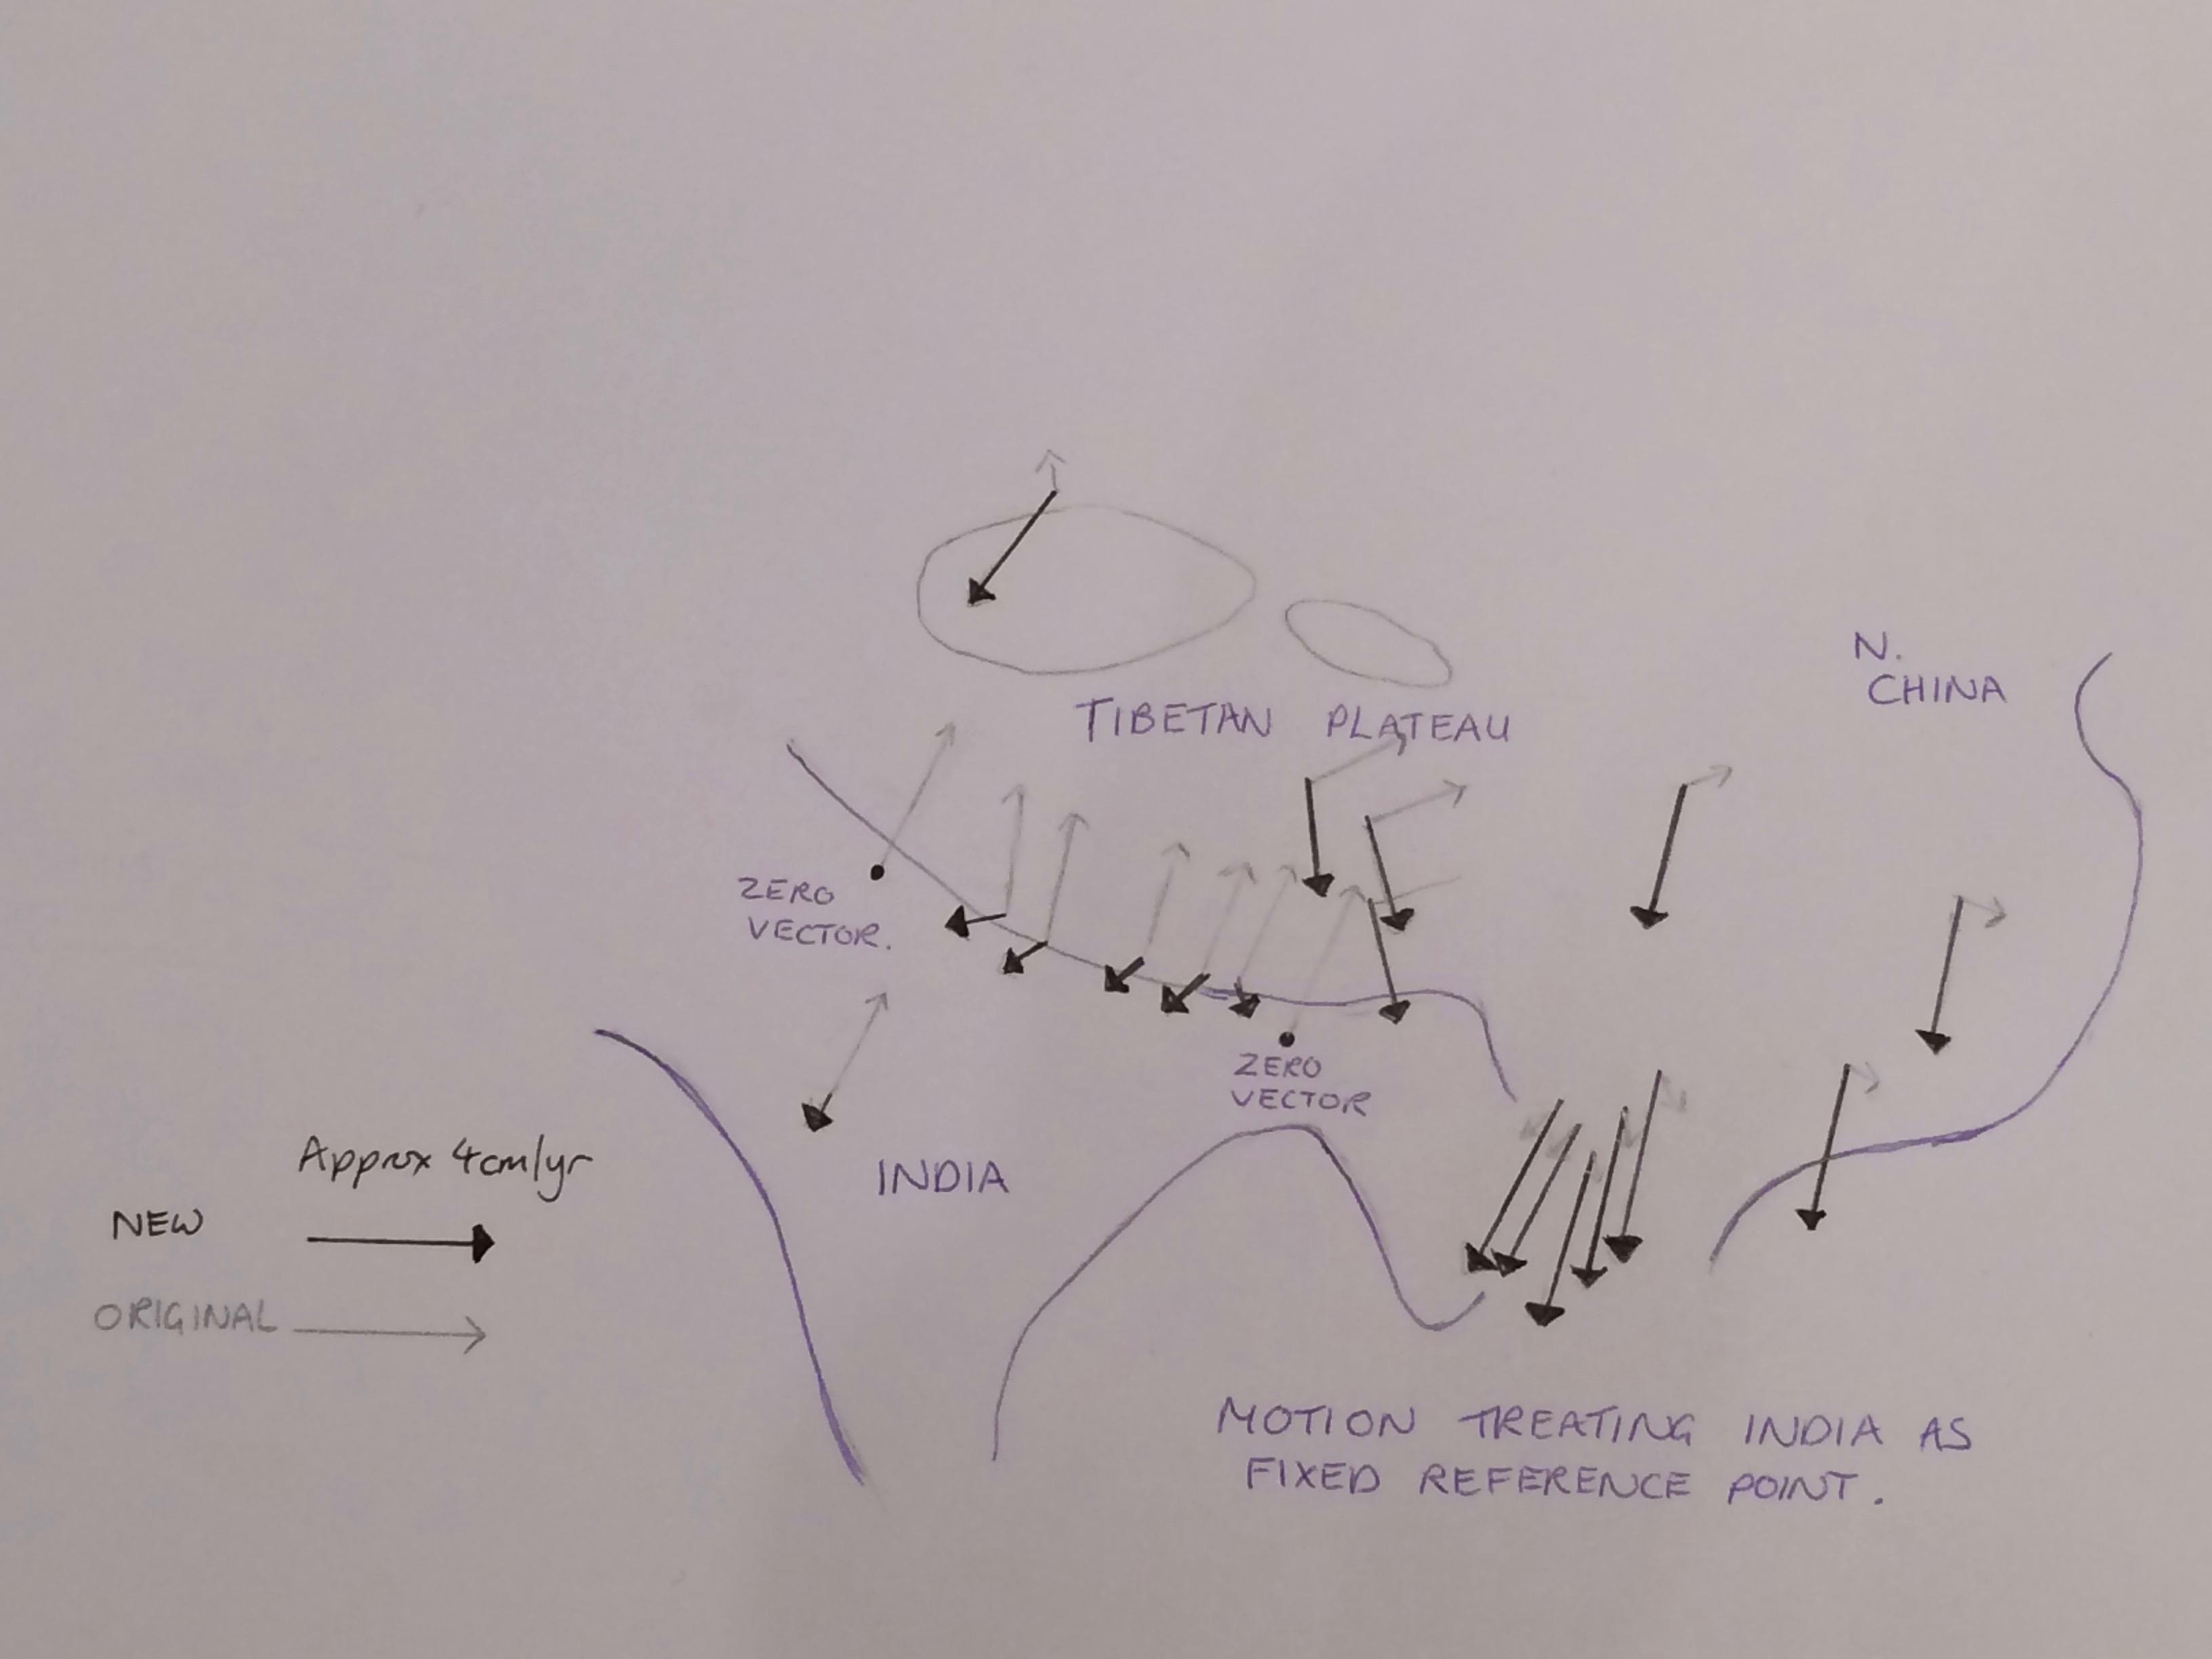 N.
CHINA
TIBETAN PLATEAU
ZERO
VECTOR.
ZERO
VECTOR
INDIA
Approx 4cm/yr
NEW
ORIGINAL
MOTION TREATING INDIA AS
FIXED REFERENCE POINT.